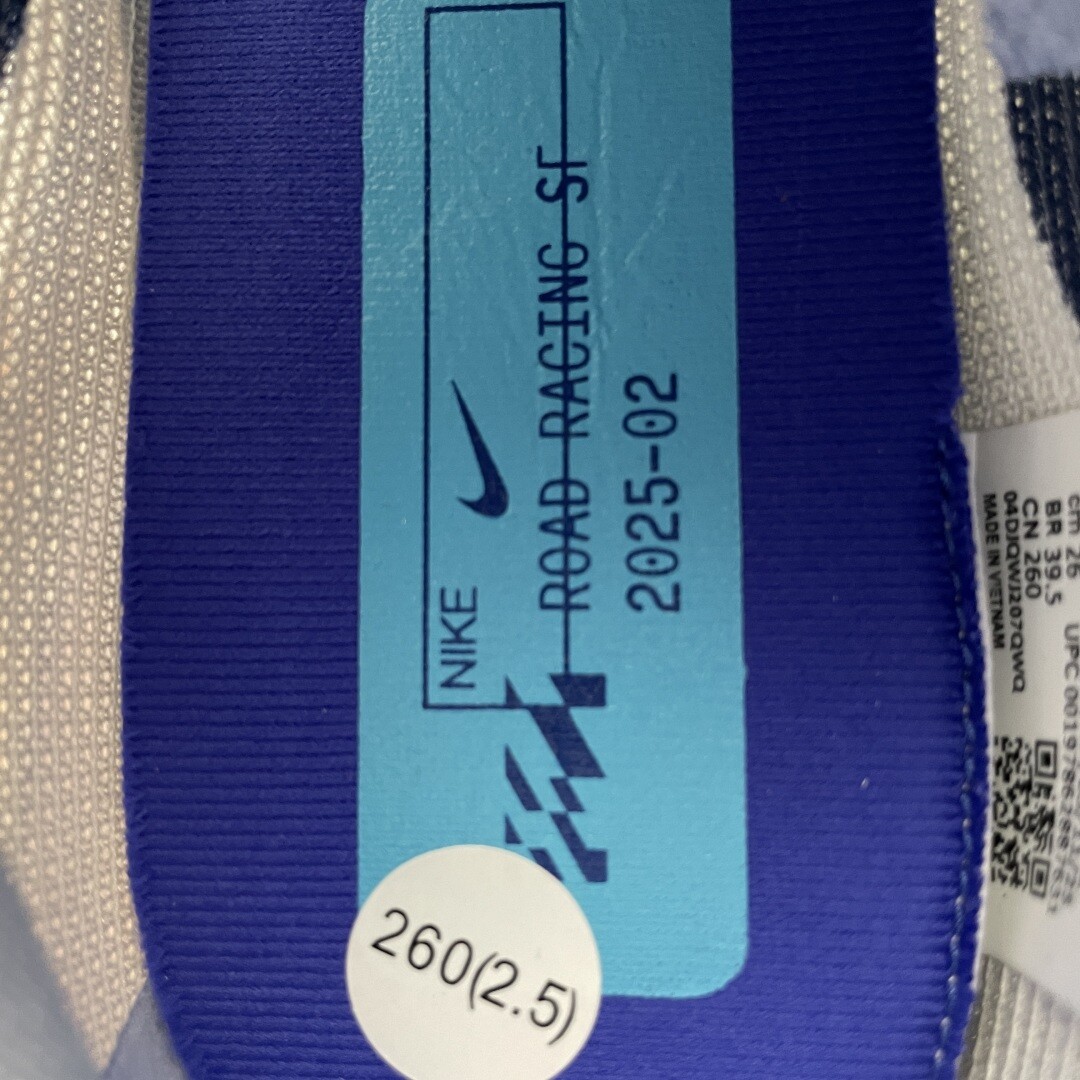 NIKE
ROAD RACING SF
2025-02
260(2.5)
cm 26
BR 39.5
CN 260
04DJQWJ207QWQ
MADE IN VIETNAM